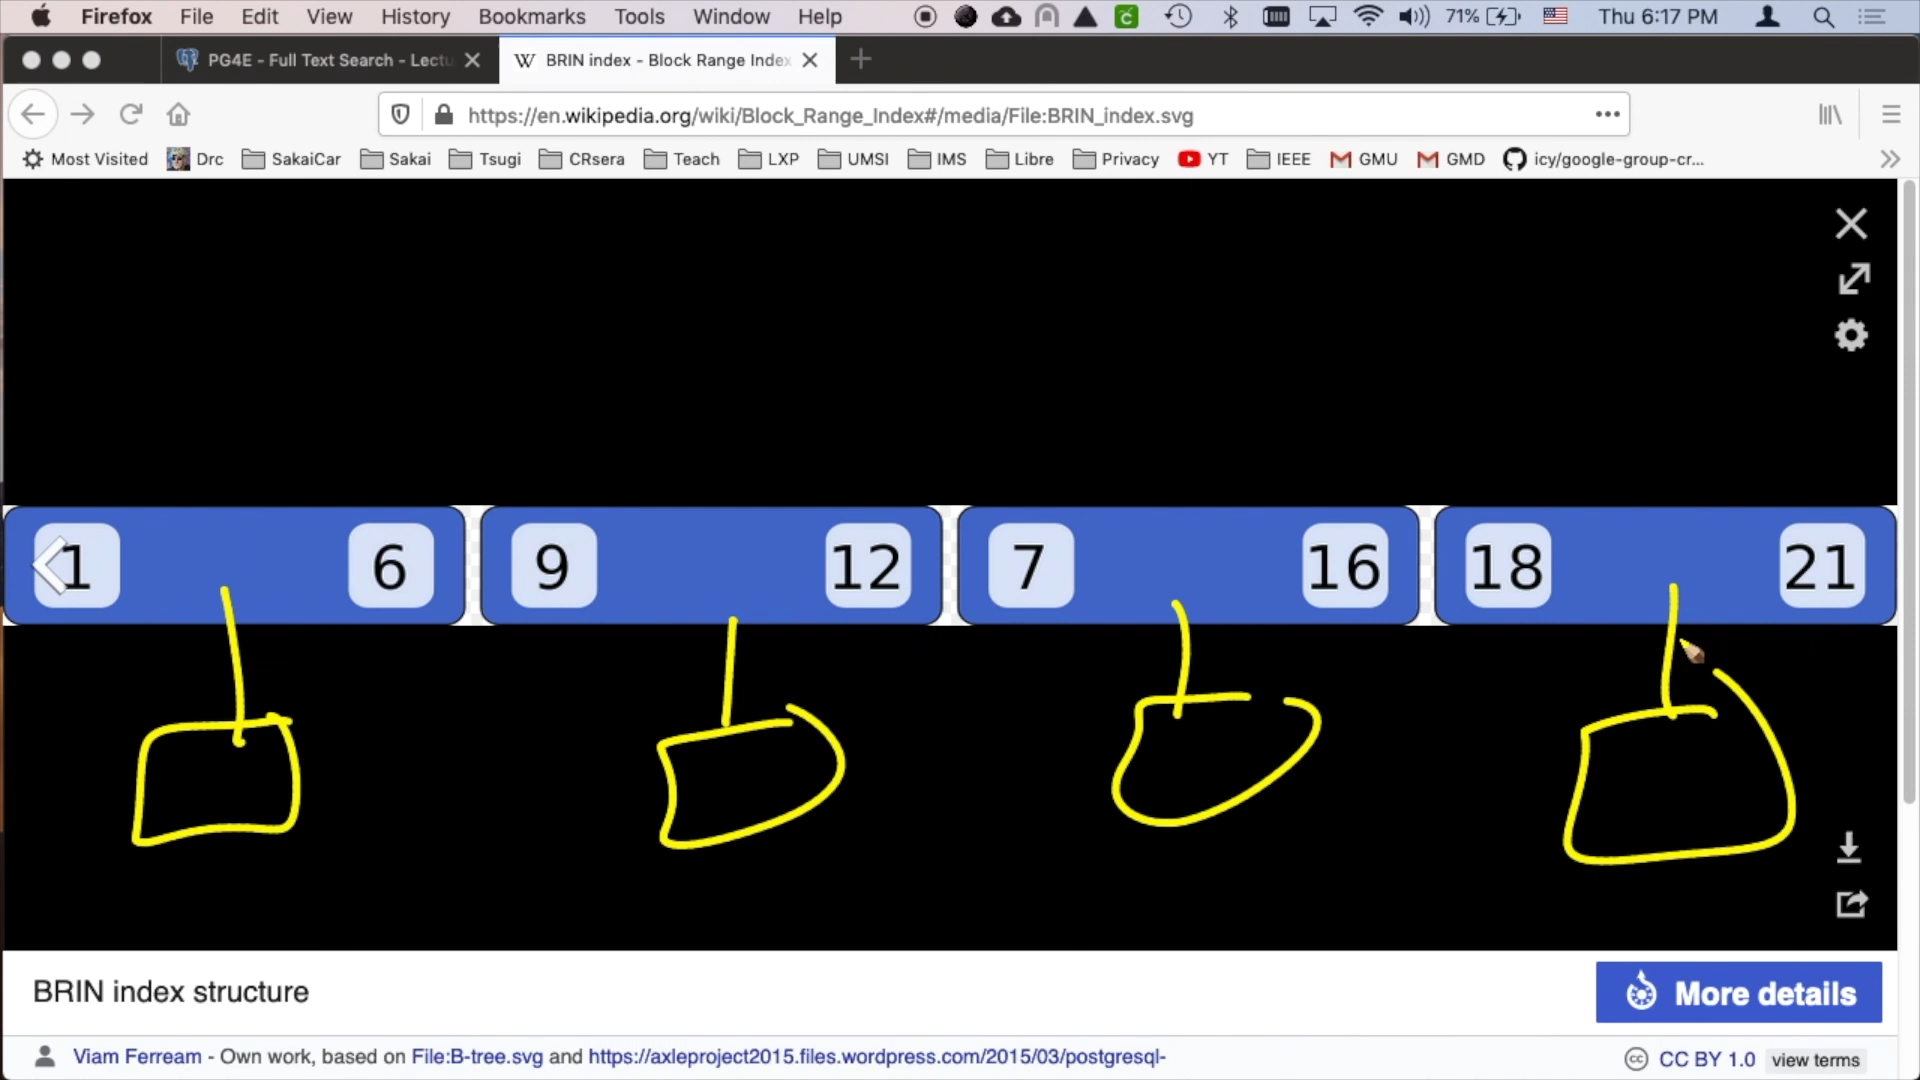 Firefox File Edit View History Bookmarks Tools Window Help 71% Thu 6:17 PM
PG4E - Full Text Search - Lectu BRIN index - Block Range Index
https://en.wikipedia.org/wiki/Block_Range_Index#/media/File:BRIN_index.svg
Most Visited Drc SakaiCar Sakai Tsugi CRsera Teach LXP UMSI IMS Libre Privacy YT IEEE GMU GMD icy/google-group-cr...
1 6 9 12 7 16 18 21
BRIN index structure More details
Viam Ferream - Own work, based on File:B-tree.svg and https://axleproject2015.files.wordpress.com/2015/03/postgresql- CC BY 1.0 view terms